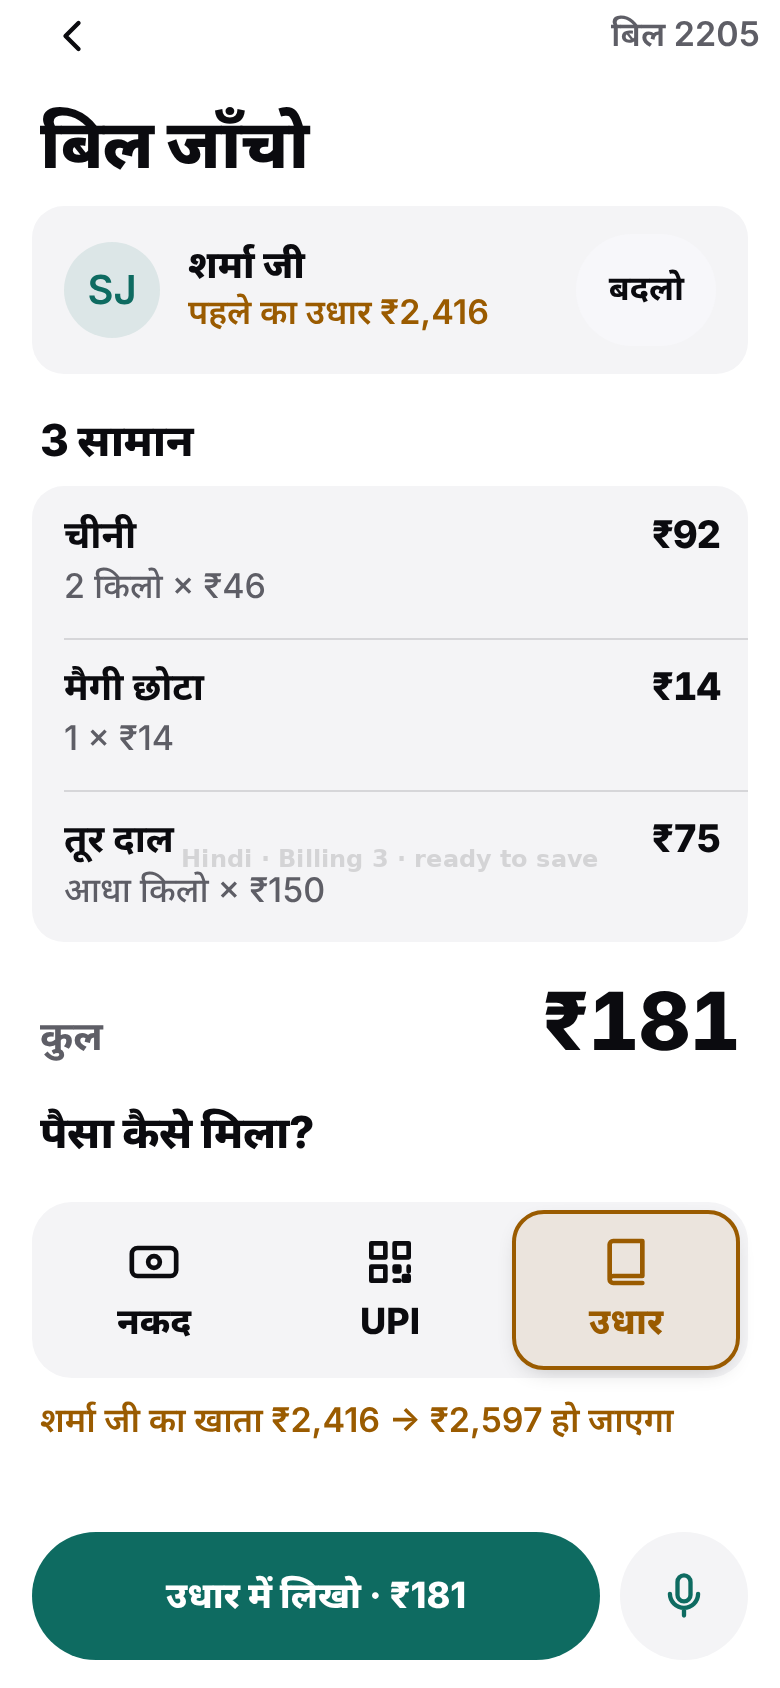 बिल 2205
बिल जाँचो
SJ
शर्मा जी
पहले का उधार ₹2,416
बदलो
3 सामान
चीनी
₹92
2 किलो × ₹46
मैगी छोटा
₹14
1 × ₹14
तूर दाल
₹75
Hindi · Billing 3 · ready to save
आधा किलो × ₹150
कुल
₹181
पैसा कैसे मिला?
नकद
UPI
उधार
शर्मा जी का खाता ₹2,416 → ₹2,597 हो जाएगा
उधार में लिखो · ₹181